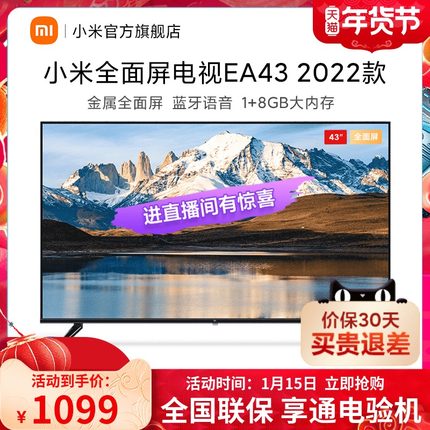 小米官方旗舰店
天猫 年货节
小米全面屏电视EA43 2022款
金属全面屏 蓝牙语音 1+8GB大内存
43" 全面屏
进直播间有惊喜
价保30天
买贵退差
活动到手价:
¥1099
活动时间:1月15日 立即抢购
全国联保 享通电验机